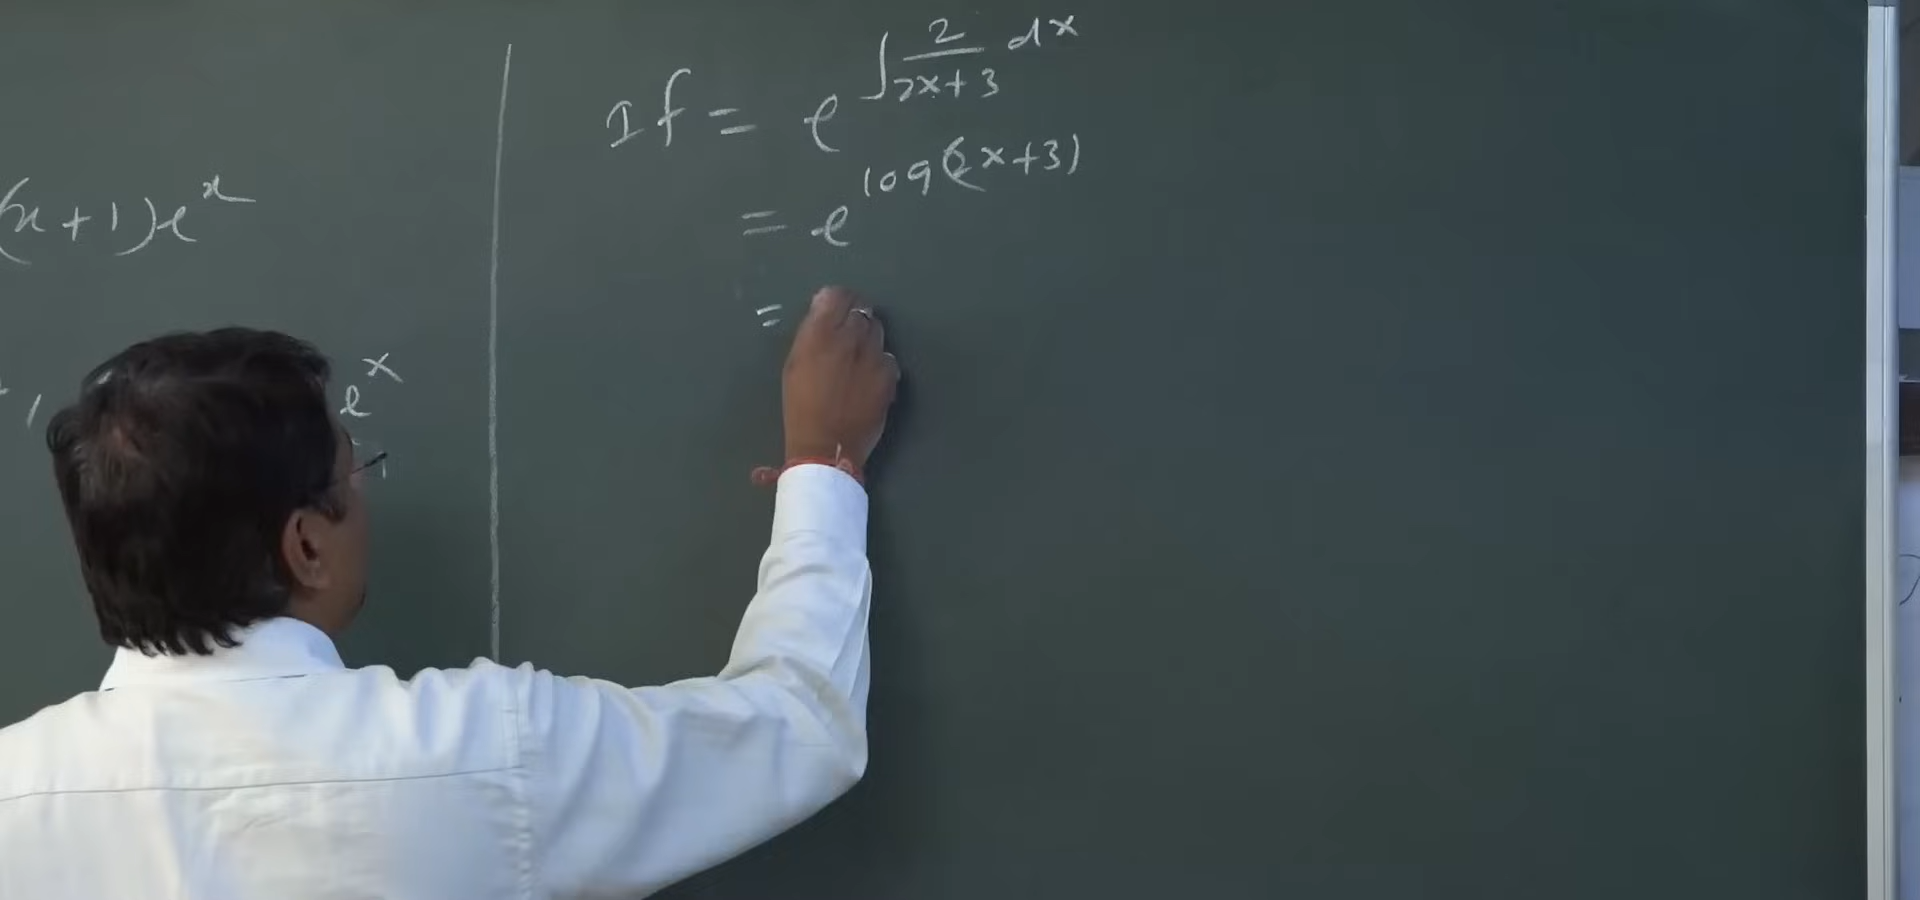 (x+1)e^x
e^x
If = e^{∫ 2/(2x+3) dx}
= e^{log(2x+3)}
=